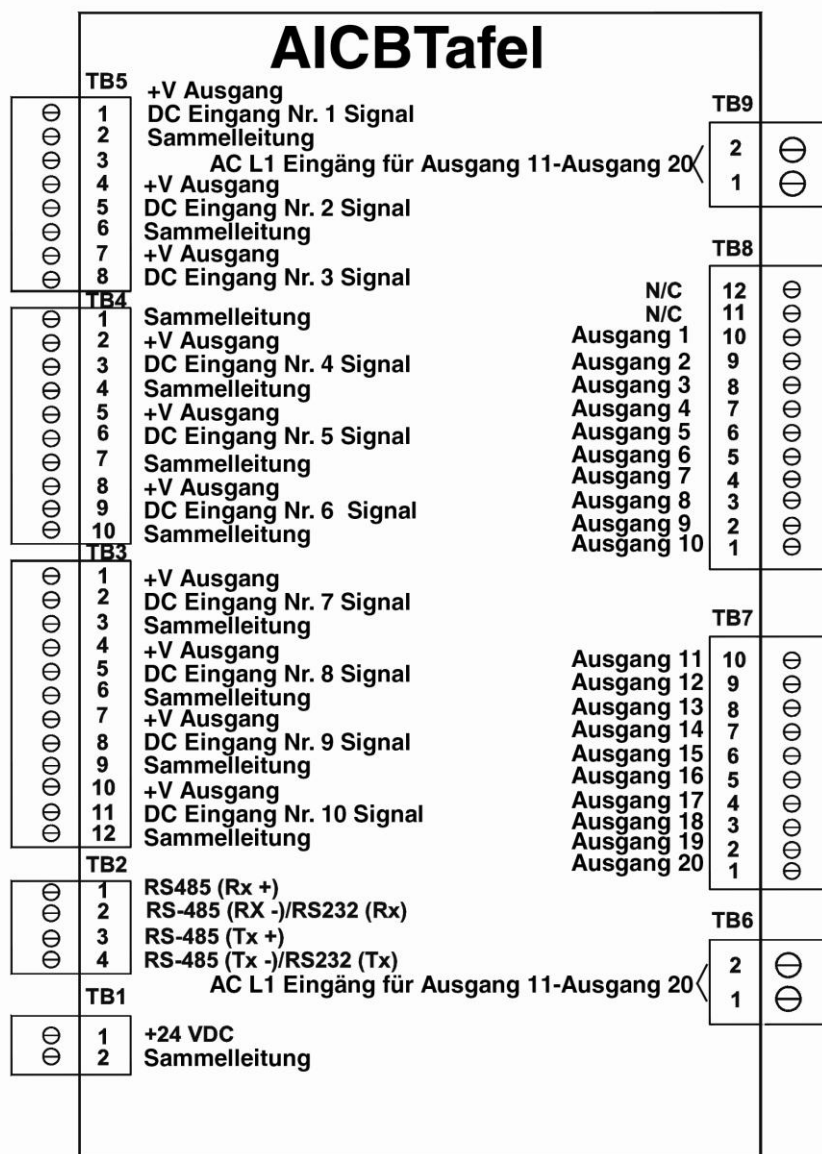 AICBTafel
TB5
1 +V Ausgang
2 DC Eingang Nr. 1 Signal
3 Sammelleitung
4 +V Ausgang
5 DC Eingang Nr. 2 Signal
6 Sammelleitung
7 +V Ausgang
8 DC Eingang Nr. 3 Signal
TB4
1 Sammelleitung
2 +V Ausgang
3 DC Eingang Nr. 4 Signal
4 Sammelleitung
5 +V Ausgang
6 DC Eingang Nr. 5 Signal
7 Sammelleitung
8 +V Ausgang
9 DC Eingang Nr. 6 Signal
10 Sammelleitung
TB3
1 +V Ausgang
2 DC Eingang Nr. 7 Signal
3 Sammelleitung
4 +V Ausgang
5 DC Eingang Nr. 8 Signal
6 Sammelleitung
7 +V Ausgang
8 DC Eingang Nr. 9 Signal
9 Sammelleitung
10 +V Ausgang
11 DC Eingang Nr. 10 Signal
12 Sammelleitung
TB2
1 RS485 (Rx +)
2 RS-485 (RX -)/RS232 (Rx)
3 RS-485 (Tx +)
4 RS-485 (Tx -)/RS232 (Tx)
TB1
1 +24 VDC
2 Sammelleitung
TB9
AC L1 Eingäng für Ausgang 11-Ausgang 20
2
1
TB8
N/C 12
N/C 11
Ausgang 1 10
Ausgang 2 9
Ausgang 3 8
Ausgang 4 7
Ausgang 5 6
Ausgang 6 5
Ausgang 7 4
Ausgang 8 3
Ausgang 9 2
Ausgang 10 1
TB7
Ausgang 11 10
Ausgang 12 9
Ausgang 13 8
Ausgang 14 7
Ausgang 15 6
Ausgang 16 5
Ausgang 17 4
Ausgang 18 3
Ausgang 19 2
Ausgang 20 1
TB6
AC L1 Eingäng für Ausgang 11-Ausgang 20
2
1